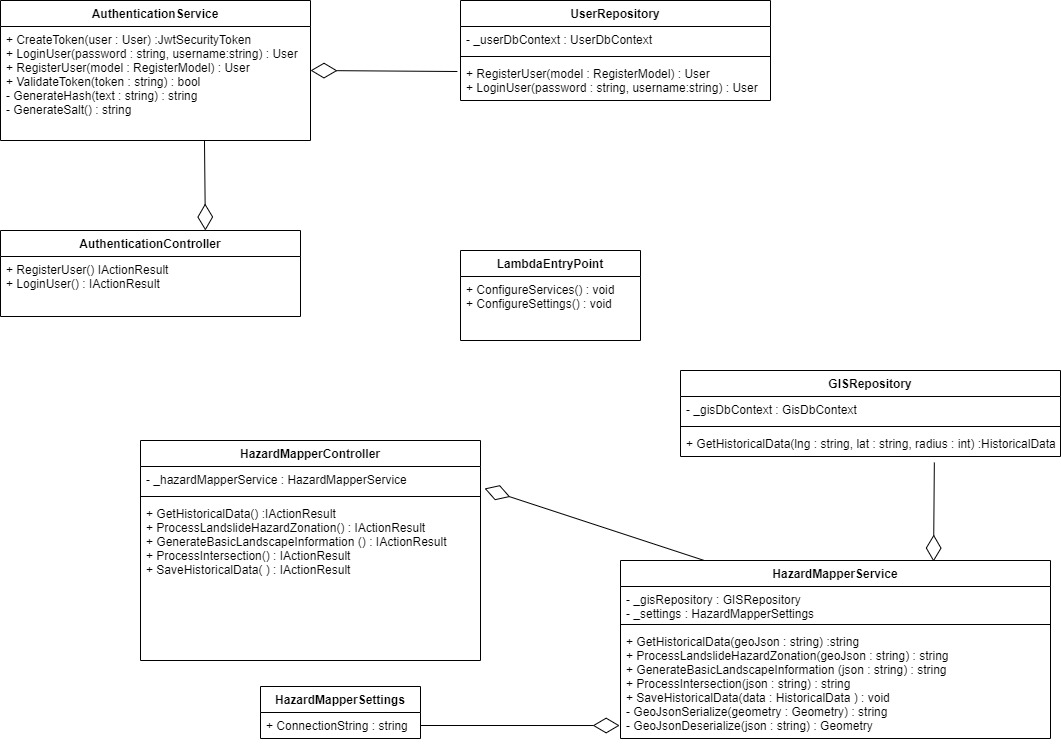 AuthenticationService
+ CreateToken(user : User) :JwtSecurityToken
+ LoginUser(password : string, username:string) : User
+ RegisterUser(model : RegisterModel) : User
+ ValidateToken(token : string) : bool
- GenerateHash(text : string) : string
- GenerateSalt() : string
UserRepository
- _userDbContext : UserDbContext
+ RegisterUser(model : RegisterModel) : User
+ LoginUser(password : string, username:string) : User
AuthenticationController
+ RegisterUser() IActionResult
+ LoginUser() : IActionResult
LambdaEntryPoint
+ ConfigureServices() : void
+ ConfigureSettings() : void
GISRepository
- _gisDbContext : GisDbContext
+ GetHistoricalData(lng : string, lat : string, radius : int) :HistoricalData
HazardMapperController
- _hazardMapperService : HazardMapperService
+ GetHistoricalData() :IActionResult
+ ProcessLandslideHazardZonation() : IActionResult
+ GenerateBasicLandscapeInformation () : IActionResult
+ ProcessIntersection() : IActionResult
+ SaveHistoricalData( ) : IActionResult
HazardMapperService
- _gisRepository : GISRepository
- _settings : HazardMapperSettings
+ GetHistoricalData(geoJson : string) :string
+ ProcessLandslideHazardZonation(geoJson : string) : string
+ GenerateBasicLandscapeInformation (json : string) : string
+ ProcessIntersection(json : string) : string
+ SaveHistoricalData(data : HistoricalData ) : void
- GeoJsonSerialize(geometry : Geometry) : string
- GeoJsonDeserialize(json : string) : Geometry
HazardMapperSettings
+ ConnectionString : string